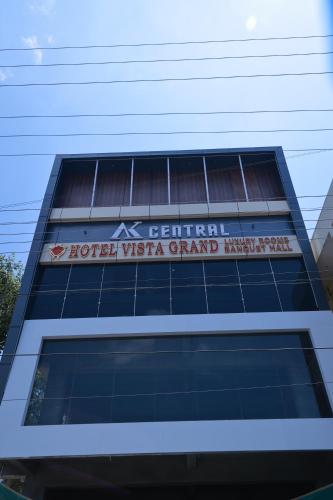 AK CENTRAL
HOTEL VISTA GRAND LUXURY ROOMS
BANQUET HALL